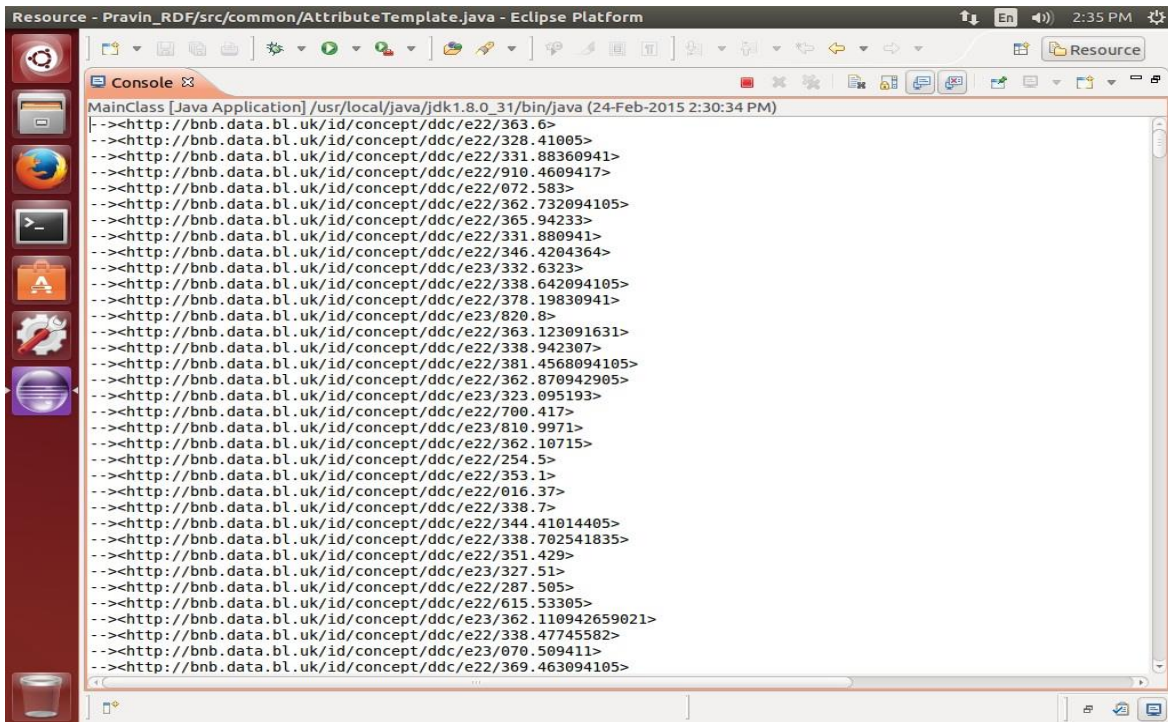 Resource - Pravin_RDF/src/common/AttributeTemplate.java - Eclipse Platform
En
2:35 PM
Resource
Console
MainClass [Java Application] /usr/local/java/jdk1.8.0_31/bin/java (24-Feb-2015 2:30:34 PM)
--><http://bnb.data.bl.uk/id/concept/ddc/e22/363.6>
--><http://bnb.data.bl.uk/id/concept/ddc/e22/328.41005>
--><http://bnb.data.bl.uk/id/concept/ddc/e22/331.88360941>
--><http://bnb.data.bl.uk/id/concept/ddc/e22/910.4609417>
--><http://bnb.data.bl.uk/id/concept/ddc/e22/072.583>
--><http://bnb.data.bl.uk/id/concept/ddc/e22/362.732094105>
--><http://bnb.data.bl.uk/id/concept/ddc/e22/365.94233>
--><http://bnb.data.bl.uk/id/concept/ddc/e22/331.880941>
--><http://bnb.data.bl.uk/id/concept/ddc/e22/346.4204364>
--><http://bnb.data.bl.uk/id/concept/ddc/e23/332.6323>
--><http://bnb.data.bl.uk/id/concept/ddc/e22/338.642094105>
--><http://bnb.data.bl.uk/id/concept/ddc/e22/378.19830941>
--><http://bnb.data.bl.uk/id/concept/ddc/e23/820.8>
--><http://bnb.data.bl.uk/id/concept/ddc/e22/363.123091631>
--><http://bnb.data.bl.uk/id/concept/ddc/e22/338.942307>
--><http://bnb.data.bl.uk/id/concept/ddc/e22/381.4568094105>
--><http://bnb.data.bl.uk/id/concept/ddc/e22/362.870942905>
--><http://bnb.data.bl.uk/id/concept/ddc/e23/323.095193>
--><http://bnb.data.bl.uk/id/concept/ddc/e22/700.417>
--><http://bnb.data.bl.uk/id/concept/ddc/e23/810.9971>
--><http://bnb.data.bl.uk/id/concept/ddc/e22/362.10715>
--><http://bnb.data.bl.uk/id/concept/ddc/e22/254.5>
--><http://bnb.data.bl.uk/id/concept/ddc/e22/353.1>
--><http://bnb.data.bl.uk/id/concept/ddc/e22/016.37>
--><http://bnb.data.bl.uk/id/concept/ddc/e22/338.7>
--><http://bnb.data.bl.uk/id/concept/ddc/e22/344.41014405>
--><http://bnb.data.bl.uk/id/concept/ddc/e22/338.702541835>
--><http://bnb.data.bl.uk/id/concept/ddc/e22/351.429>
--><http://bnb.data.bl.uk/id/concept/ddc/e23/327.51>
--><http://bnb.data.bl.uk/id/concept/ddc/e22/287.505>
--><http://bnb.data.bl.uk/id/concept/ddc/e22/615.53305>
--><http://bnb.data.bl.uk/id/concept/ddc/e23/362.110942659021>
--><http://bnb.data.bl.uk/id/concept/ddc/e22/338.47745582>
--><http://bnb.data.bl.uk/id/concept/ddc/e23/070.509411>
--><http://bnb.data.bl.uk/id/concept/ddc/e22/369.463094105>